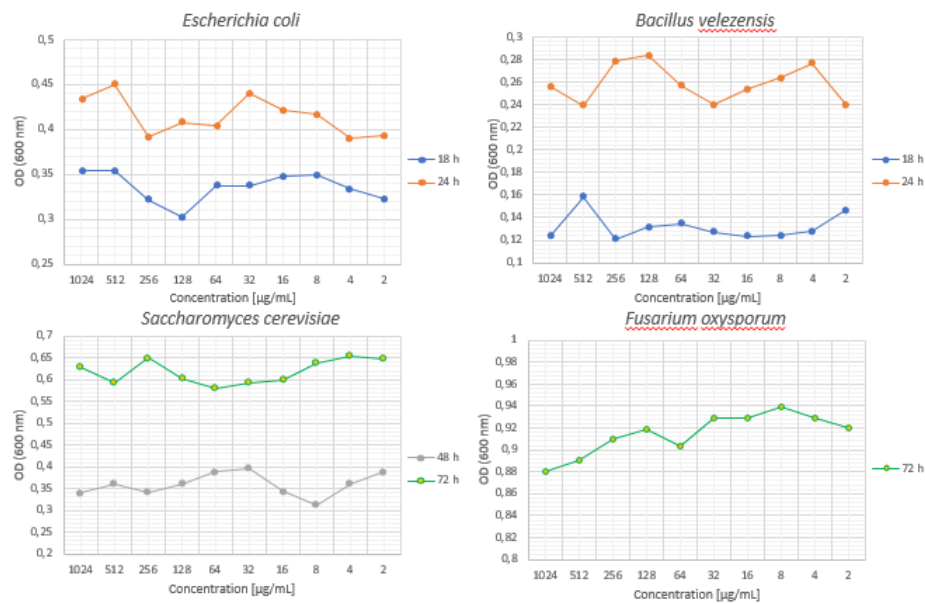 Escherichia coli
0,5
0,45
0,4
0,35
0,3
0,25
OD (600 nm)
1024 512 256 128 64 32 16 8 4 2
Concentration [µg/mL]
18 h
24 h
Bacillus velezensis
0,3
0,28
0,26
0,24
0,22
0,2
0,18
0,16
0,14
0,12
0,1
OD (600 nm)
1024 512 256 128 64 32 16 8 4 2
Concentration [µg/mL]
18 h
24 h
Saccharomyces cerevisiae
0,7
0,65
0,6
0,55
0,5
0,45
0,4
0,35
0,3
0,25
0,2
OD (600 nm)
1024 512 256 128 64 32 16 8 4 2
Concentration [µg/mL]
48 h
72 h
Fusarium oxysporum
1
0,98
0,96
0,94
0,92
0,9
0,88
0,86
0,84
0,82
0,8
OD (600 nm)
1024 512 256 128 64 32 16 8 4 2
Concentration [µg/mL]
72 h